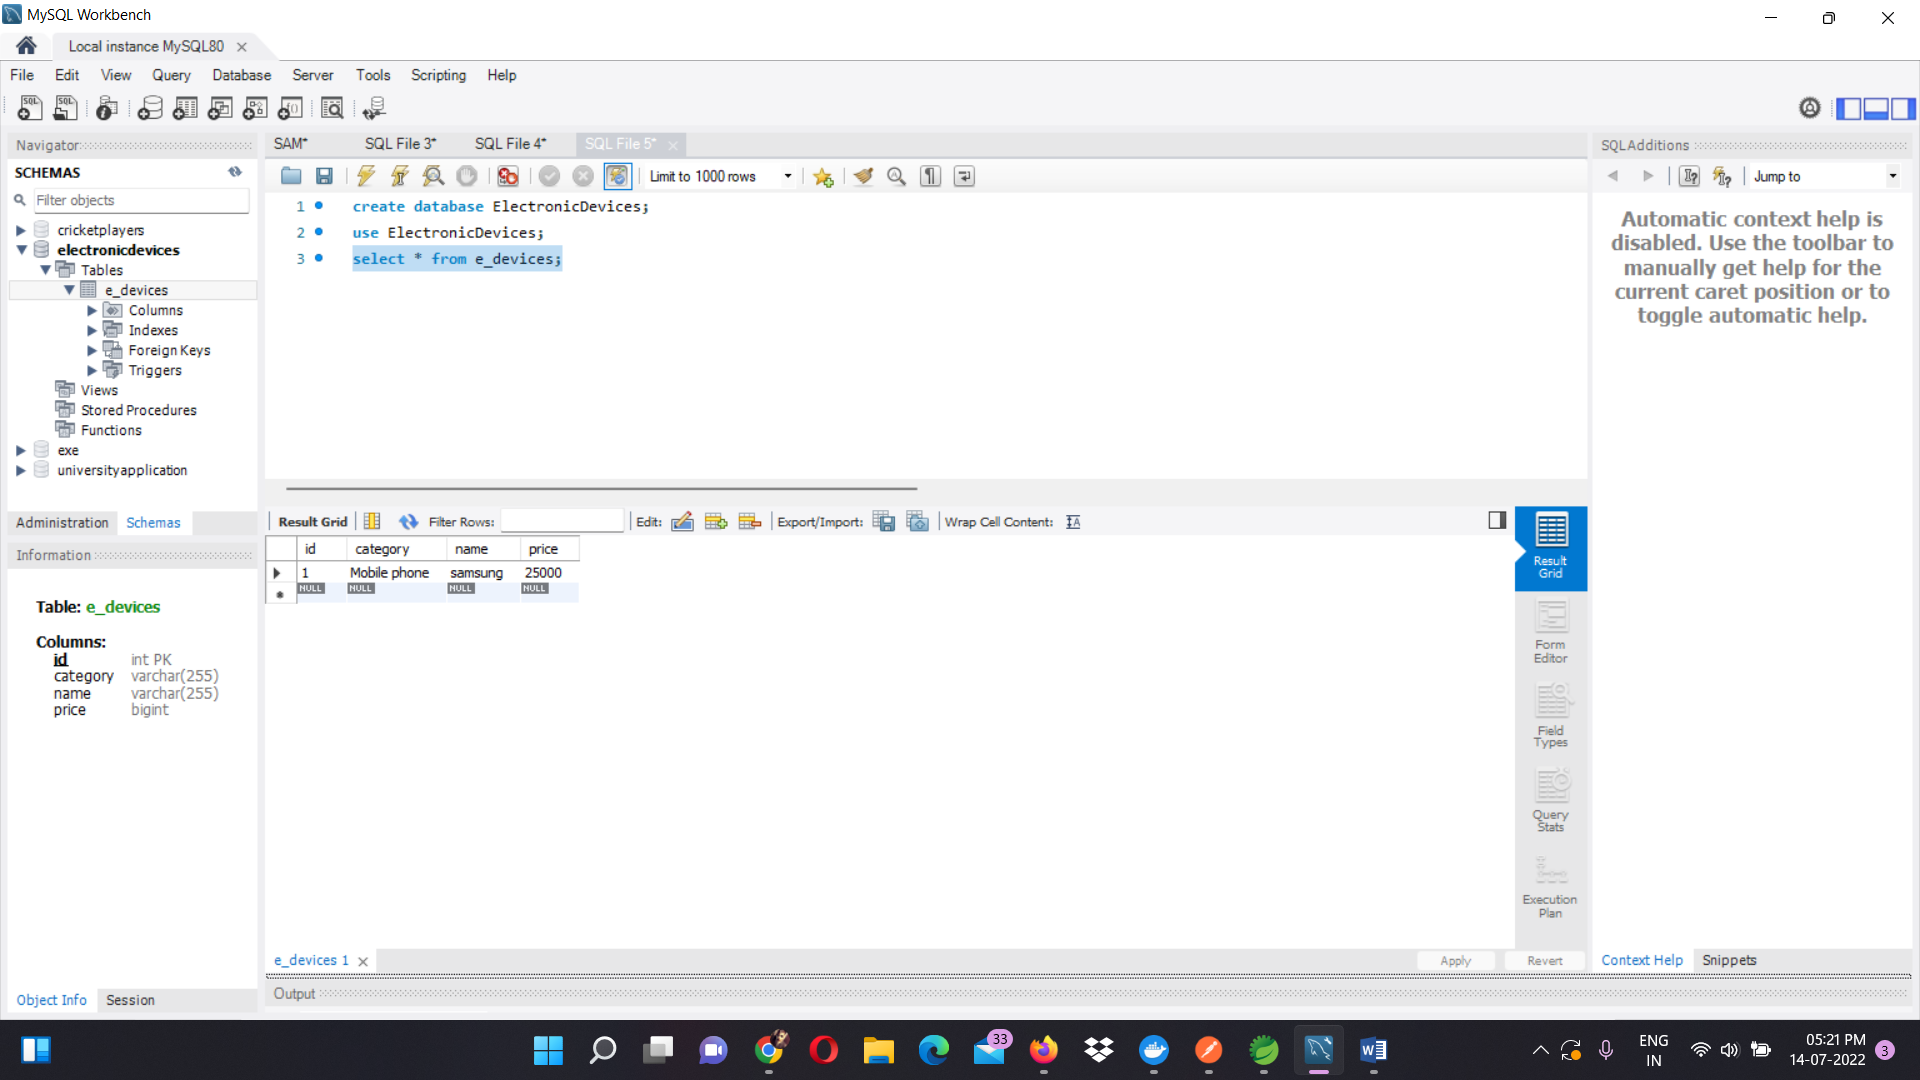 MySQL Workbench
Local instance MySQL80
File Edit View Query Database Server Tools Scripting Help
Navigator
SCHEMAS
Filter objects
cricketplayers
electronicdevices
Tables
e_devices
Columns
Indexes
Foreign Keys
Triggers
Views
Stored Procedures
Functions
exe
universityapplication
Administration Schemas
Information
Table: e_devices
Columns:
id int PK
category varchar(255)
name varchar(255)
price bigint
Object Info Session
SAM* SQL File 3* SQL File 4* SQL File 5*
Limit to 1000 rows
1 create database ElectronicDevices;
2 use ElectronicDevices;
3 select * from e_devices;
Result Grid Filter Rows: Edit: Export/Import: Wrap Cell Content:
id category name price
1 Mobile phone samsung 25000
NULL NULL NULL NULL
Result
Grid
Form
Editor
Field
Types
Query
Stats
Execution
Plan
e_devices 1
Apply Revert
Output
SQLAdditions
Jump to
Automatic context help is
disabled. Use the toolbar to
manually get help for the
current caret position or to
toggle automatic help.
Context Help Snippets
33
ENG
IN
05:21 PM
14-07-2022
3